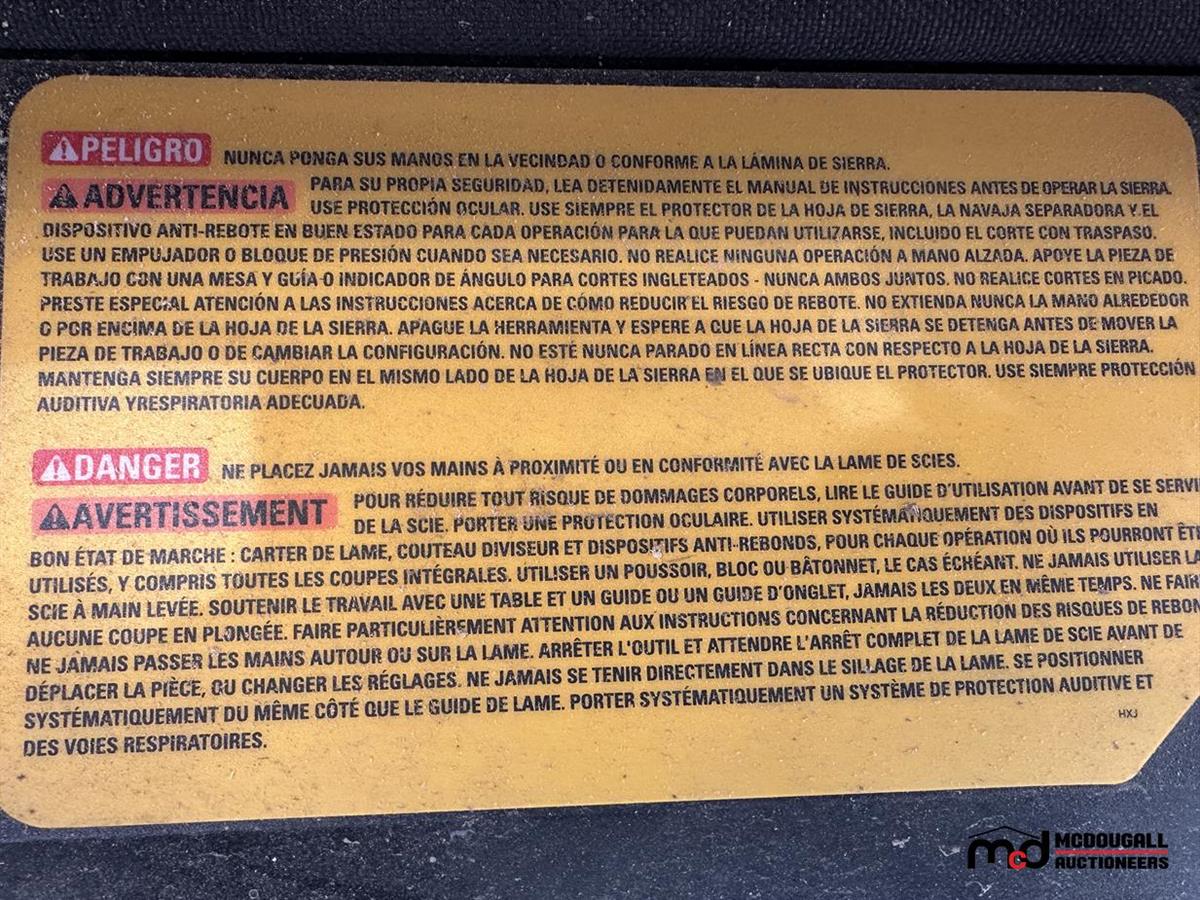 PELIGRO NUNCA PONGA SUS MANOS EN LA VECINDAD O CONFORME A LA LÁMINA DE SIERRA.
ADVERTENCIA PARA SU PROPIA SEGURIDAD, LEA DETENIDAMENTE EL MANUAL DE INSTRUCCIONES ANTES DE OPERAR LA SIERRA.
USE PROTECCIÓN OCULAR. USE SIEMPRE EL PROTECTOR DE LA HOJA DE SIERRA, LA NAVAJA SEPARADORA Y EL
DISPOSITIVO ANTI-REBOTE EN BUEN ESTADO PARA CADA OPERACIÓN PARA LA QUE PUEDAN UTILIZARSE, INCLUIDO EL CORTE CON TRASPASO.
USE UN EMPUJADOR O BLOQUE DE PRESIÓN CUANDO SEA NECESARIO. NO REALICE NINGUNA OPERACIÓN A MANO ALZADA. APOYE LA PIEZA DE
TRABAJO CON UNA MESA Y GUÍA O INDICADOR DE ÁNGULO PARA CORTES INGLETEADOS - NUNCA AMBOS JUNTOS. NO REALICE CORTES EN PICADO.
PRESTE ESPECIAL ATENCIÓN A LAS INSTRUCCIONES ACERCA DE CÓMO REDUCIR EL RIESGO DE REBOTE. NO EXTIENDA NUNCA LA MANO ALREDEDOR
O POR ENCIMA DE LA HOJA DE LA SIERRA. APAGUE LA HERRAMIENTA Y ESPERE A QUE LA HOJA DE LA SIERRA SE DETENGA ANTES DE MOVER LA
PIEZA DE TRABAJO O DE CAMBIAR LA CONFIGURACIÓN. NO ESTÉ NUNCA PARADO EN LÍNEA RECTA CON RESPECTO A LA HOJA DE LA SIERRA.
MANTENGA SIEMPRE SU CUERPO EN EL MISMO LADO DE LA HOJA DE LA SIERRA EN EL QUE SE UBIQUE EL PROTECTOR. USE SIEMPRE PROTECCIÓN
AUDITIVA YRESPIRATORIA ADECUADA.
DANGER NE PLACEZ JAMAIS VOS MAINS À PROXIMITÉ OU EN CONFORMITÉ AVEC LA LAME DE SCIES.
AVERTISSEMENT POUR RÉDUIRE TOUT RISQUE DE DOMMAGES CORPORELS, LIRE LE GUIDE D'UTILISATION AVANT DE SE SERVI
DE LA SCIE. PORTER UNE PROTECTION OCULAIRE. UTILISER SYSTÉMATIQUEMENT DES DISPOSITIFS EN
BON ÉTAT DE MARCHE : CARTER DE LAME, COUTEAU DIVISEUR ET DISPOSITIFS ANTI-REBONDS, POUR CHAQUE OPÉRATION OÙ ILS POURRONT ÊTE
UTILISÉS, Y COMPRIS TOUTES LES COUPES INTÉGRALES. UTILISER UN POUSSOIR, BLOC OU BÂTONNET, LE CAS ÉCHÉANT. NE JAMAIS UTILISER LA
SCIE À MAIN LEVÉE. SOUTENIR LE TRAVAIL AVEC UNE TABLE ET UN GUIDE OU UN GUIDE D'ONGLET, JAMAIS LES DEUX EN MÊME TEMPS. NE FAIR
AUCUNE COUPE EN PLONGÉE. FAIRE PARTICULIÈREMENT ATTENTION AUX INSTRUCTIONS CONCERNANT LA RÉDUCTION DES RISQUES DE REBON
NE JAMAIS PASSER LES MAINS AUTOUR OU SUR LA LAME. ARRÊTER L'OUTIL ET ATTENDRE L'ARRÊT COMPLET DE LA LAME DE SCIE AVANT DE
DÉPLACER LA PIÈCE, OU CHANGER LES RÉGLAGES. NE JAMAIS SE TENIR DIRECTEMENT DANS LE SILLAGE DE LA LAME. SE POSITIONNER
SYSTÉMATIQUEMENT DU MÊME CÔTÉ QUE LE GUIDE DE LAME. PORTER SYSTÉMATIQUEMENT UN SYSTÈME DE PROTECTION AUDITIVE ET
DES VOIES RESPIRATOIRES.
HXJ
mcd MCDOUGALL
AUCTIONEERS